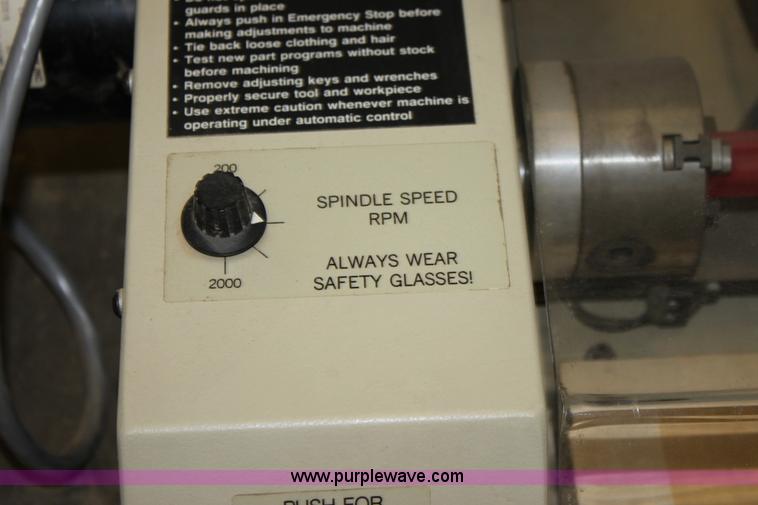 guards in place
• Always push in Emergency Stop before
making adjustments to machine
• Tie back loose clothing and hair
• Test new part programs without stock
before machining
• Remove adjusting keys and wrenches
• Properly secure tool and workpiece
• Use extreme caution whenever machine is
operating under automatic control
200
SPINDLE SPEED
RPM
ALWAYS WEAR
SAFETY GLASSES!
2000
www.purplewave.com
PUSH FOR